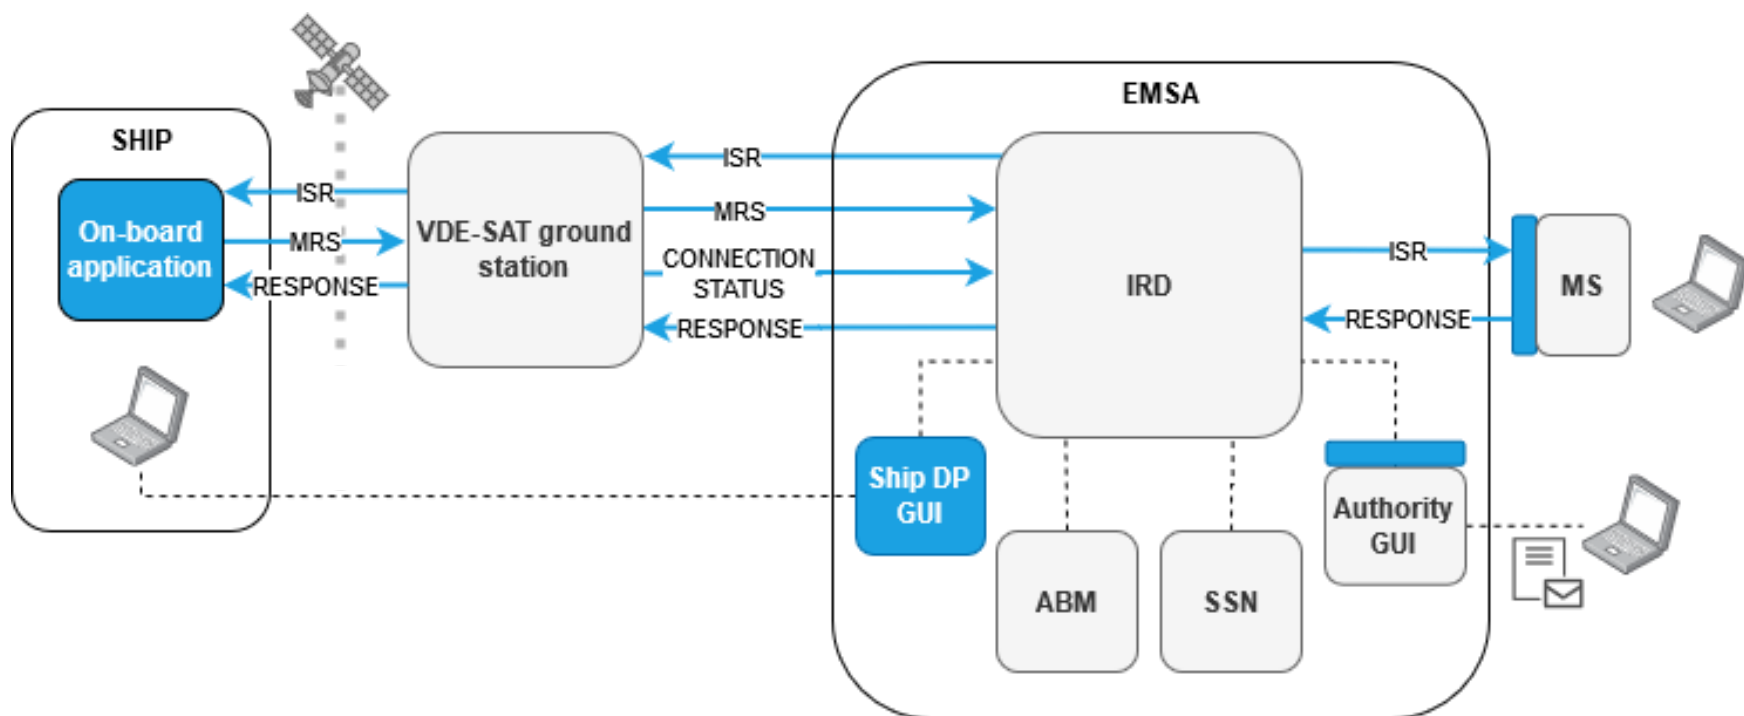 EMSA
SHIP
On-board
application
ISR
MRS
RESPONSE
VDE-SAT ground
station
ISR
MRS
CONNECTION
STATUS
RESPONSE
IRD
ISR
RESPONSE
MS
Ship DP
GUI
ABM
SSN
Authority
GUI